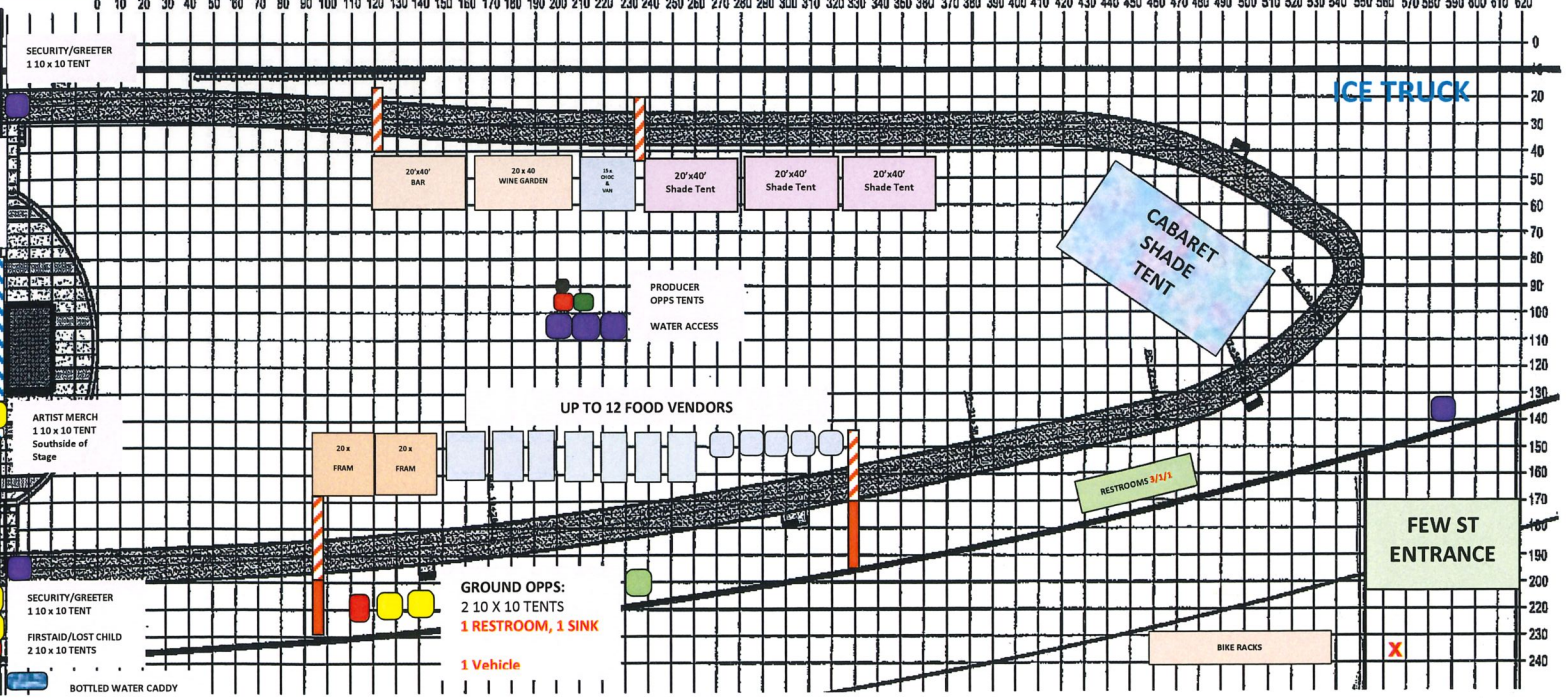 0 10 20 30 40 50 60 70 80 90 100 110 120 130 140 150 160 170 180 190 200 210 220 230 240 250 260 270 280 290 300 310 320 330 340 350 360 370 380 390 400 410 420 430 440 450 460 470 480 490 500 510 520 530 540 550 560 570 580 590 600 610 620
SECURITY/GREETER
1 10 x 10 TENT
ICE TRUCK
20'x40'
BAR
20 x 40
WINE GARDEN
15 x
CHOC
&
VAN
20'x40'
Shade Tent
20'x40'
Shade Tent
20'x40'
Shade Tent
CABARET
SHADE
TENT
PRODUCER
OPPS TENTS
WATER ACCESS
ARTIST MERCH
1 10 x 10 TENT
Southside of
Stage
UP TO 12 FOOD VENDORS
20 x
FRAM
20 x
FRAM
RESTROOMS 3/1/1
FEW ST
ENTRANCE
SECURITY/GREETER
1 10 x 10 TENT
FIRSTAID/LOST CHILD
2 10 x 10 TENTS
GROUND OPPS:
2 10 X 10 TENTS
1 RESTROOM, 1 SINK
1 Vehicle
BIKE RACKS
X
BOTTLED WATER CADDY
0
10
20
30
40
50
60
70
80
90
100
110
120
130
140
150
160
170
180
190
200
210
220
230
240